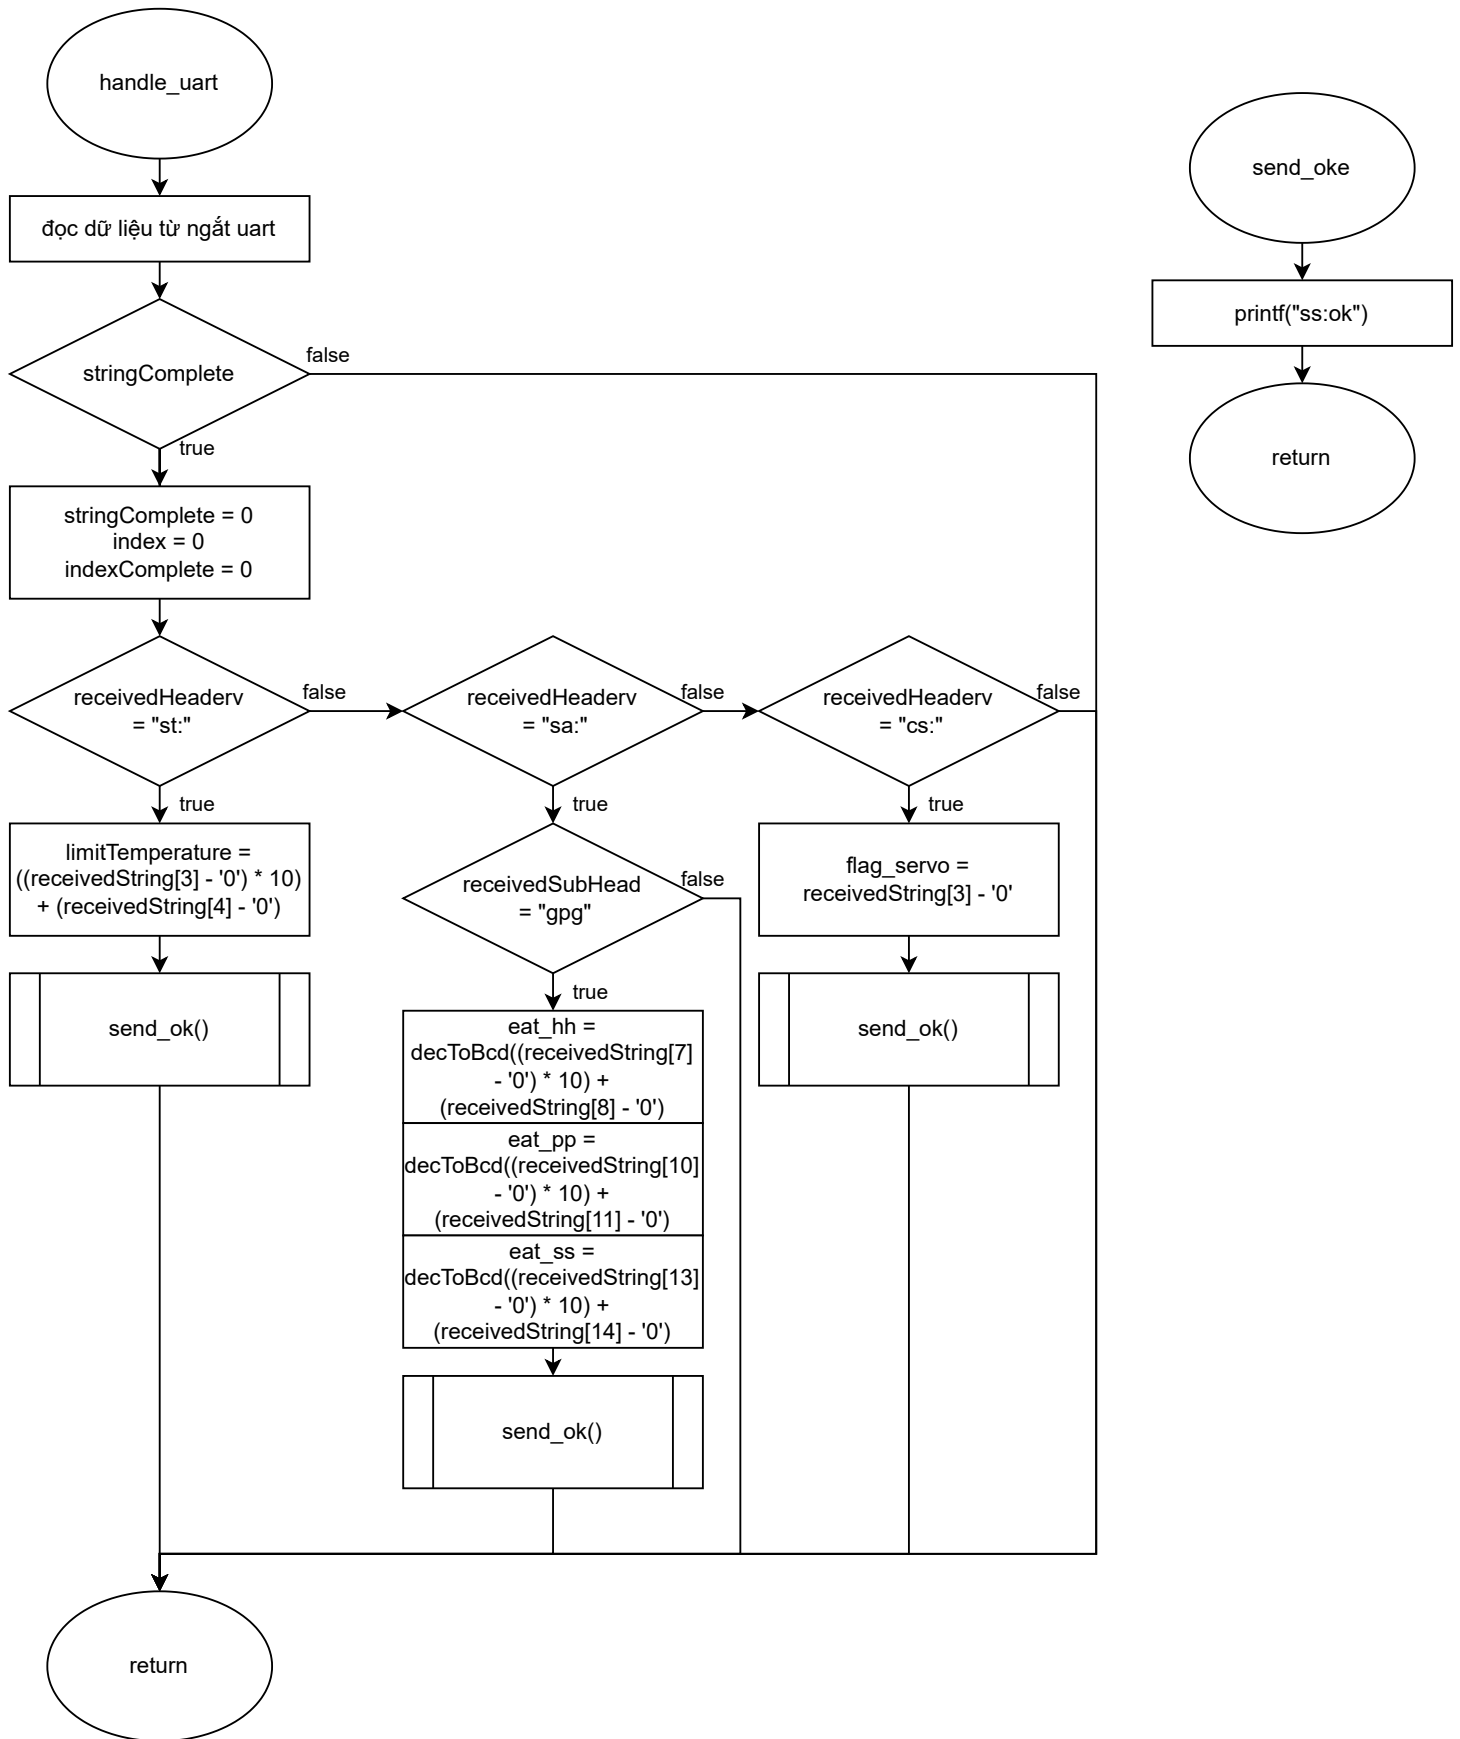 handle_uart
đọc dữ liệu từ ngắt uart
stringComplete
false
true
stringComplete = 0
index = 0
indexComplete = 0
receivedHeaderv
= "st:"
false
receivedHeaderv
= "sa:"
false
receivedHeaderv
= "cs:"
false
true
true
true
limitTemperature =
((receivedString[3] - '0') * 10)
+ (receivedString[4] - '0')
send_ok()
receivedSubHead
= "gpg"
false
true
eat_hh =
decToBcd((receivedString[7]
- '0') * 10) +
(receivedString[8] - '0')
eat_pp =
decToBcd((receivedString[10]
- '0') * 10) +
(receivedString[11] - '0')
eat_ss =
decToBcd((receivedString[13]
- '0') * 10) +
(receivedString[14] - '0')
send_ok()
flag_servo =
receivedString[3] - '0'
send_ok()
return
send_oke
printf("ss:ok")
return